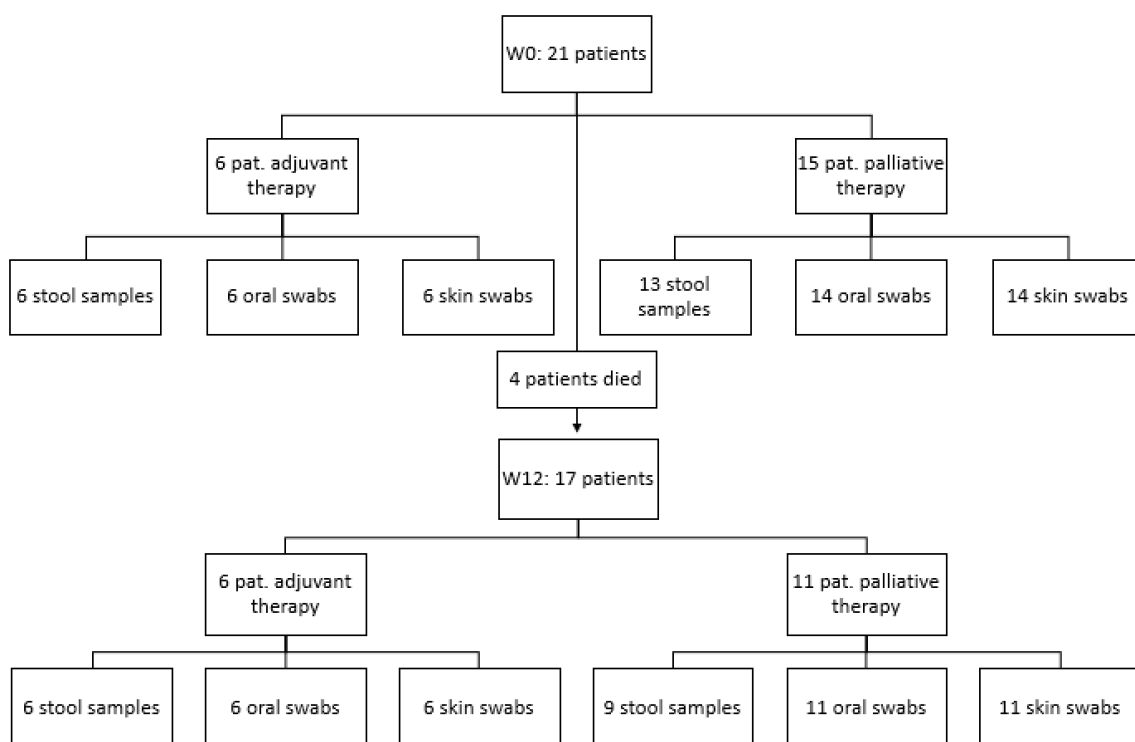 W0: 21 patients
6 pat. adjuvant
therapy
15 pat. palliative
therapy
6 stool samples
6 oral swabs
6 skin swabs
13 stool
samples
14 oral swabs
14 skin swabs
4 patients died
W12: 17 patients
6 pat. adjuvant
therapy
11 pat. palliative
therapy
6 stool samples
6 oral swabs
6 skin swabs
9 stool samples
11 oral swabs
11 skin swabs